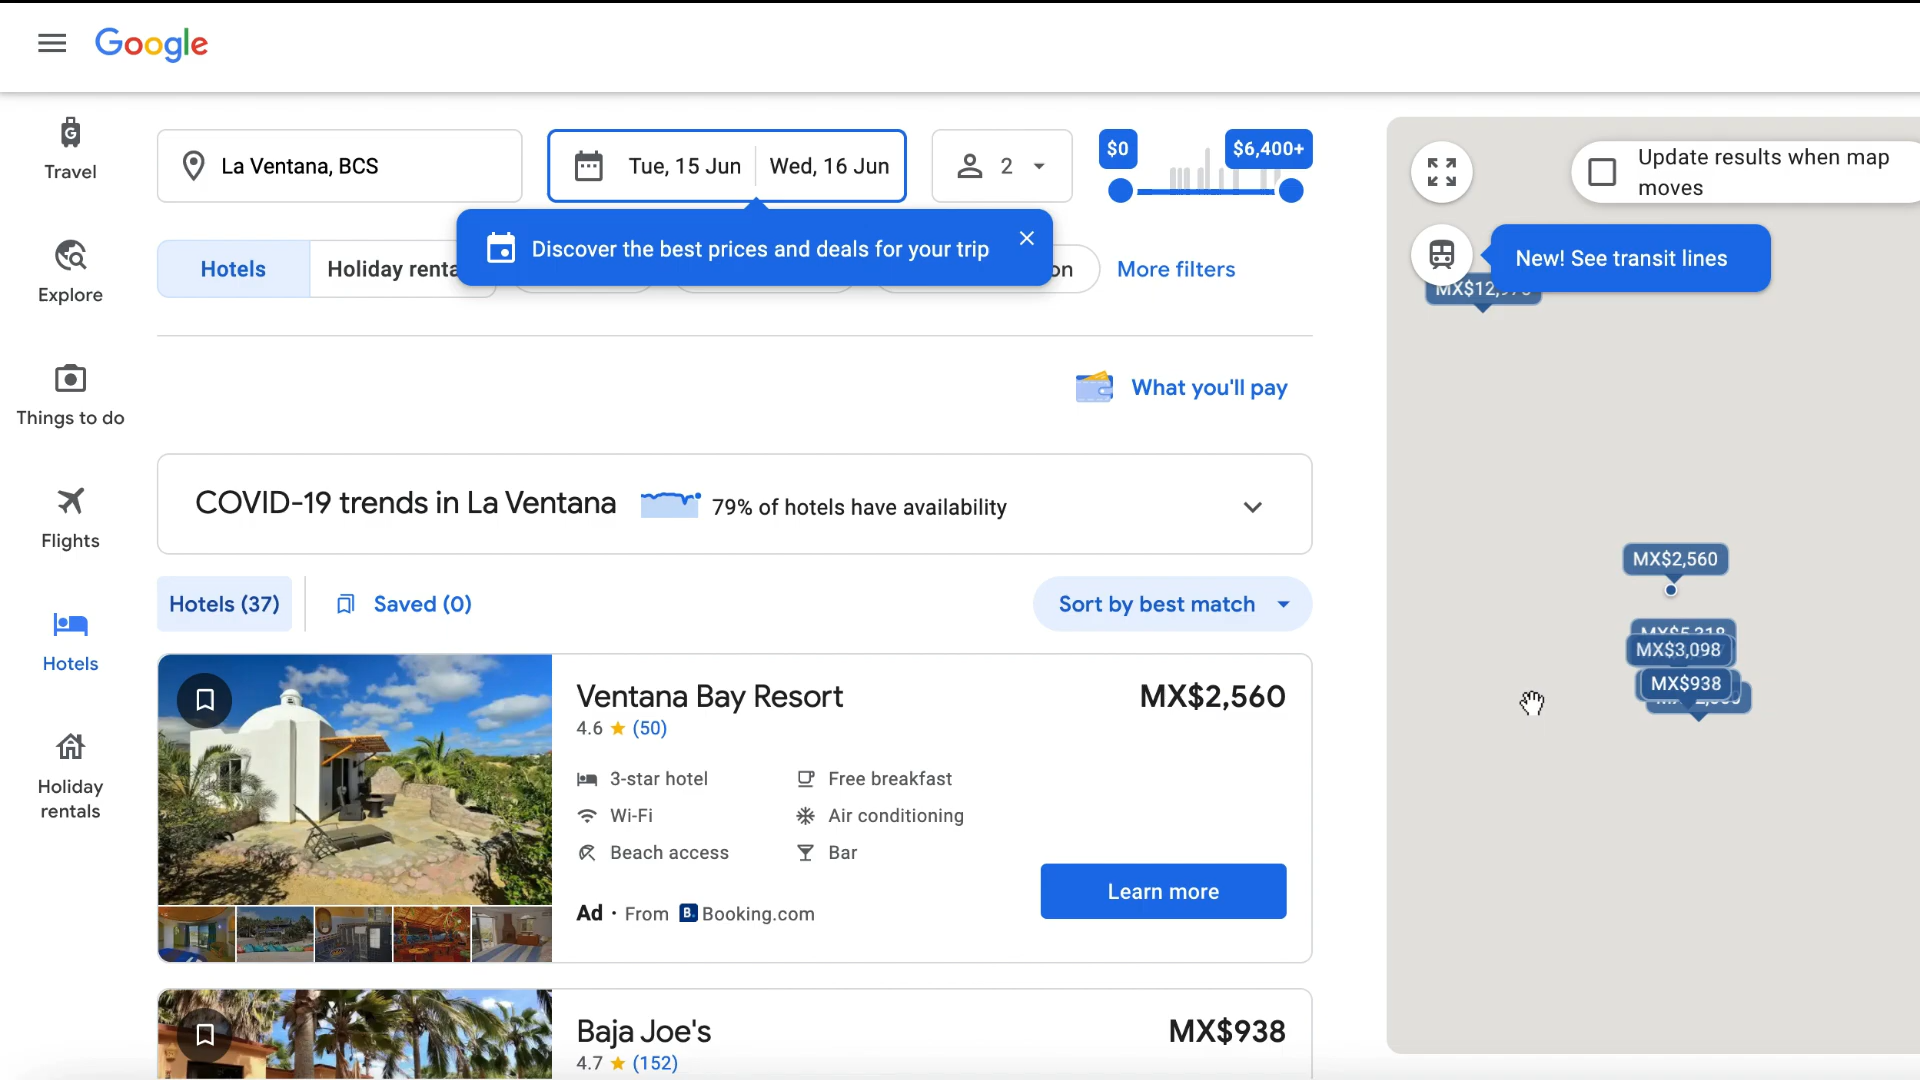 Google
Travel
Explore
Things to do
Flights
Hotels
Holiday
rentals
La Ventana, BCS
Tue, 15 Jun
Wed, 16 Jun
2
$0
$6,400+
Discover the best prices and deals for your trip
Hotels
Holiday renta
on
More filters
What you'll pay
COVID-19 trends in La Ventana
79% of hotels have availability
Hotels (37)
Saved (0)
Sort by best match
Ventana Bay Resort
MX$2,560
4.6 ★ (50)
3-star hotel
Free breakfast
Wi-Fi
Air conditioning
Beach access
Bar
Ad · From B. Booking.com
Learn more
Baja Joe's
MX$938
4.7 ★ (152)
Update results when map
moves
New! See transit lines
MX$2,560
MX$3,098
MX$938